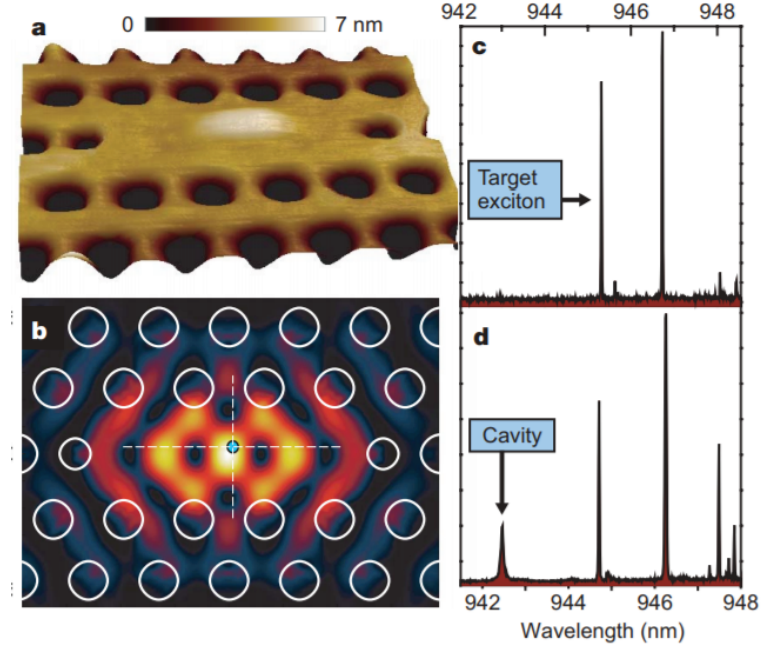 a
0
7 nm
b
942 944 946 948
c
Target
exciton
d
Cavity
942 944 946 948
Wavelength (nm)